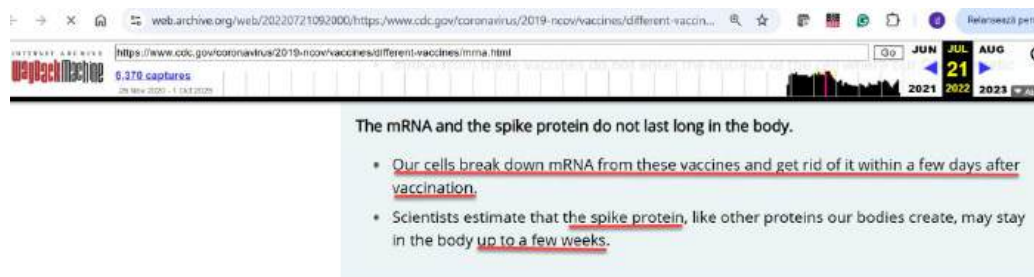 web.archive.org/web/20220721092000/https:/www.cdc.gov/coronavirus/2019-ncov/vaccines/different-vaccin...
INTERNET ARCHIVE
WayBackMachine
https://www.cdc.gov/coronavirus/2019-ncov/vaccines/different-vaccines/mrna.html
Go
JUN JUL AUG
6,370 captures
21
2021 2022 2023
The mRNA and the spike protein do not last long in the body.
• Our cells break down mRNA from these vaccines and get rid of it within a few days after
vaccination.
• Scientists estimate that the spike protein, like other proteins our bodies create, may stay
in the body up to a few weeks.